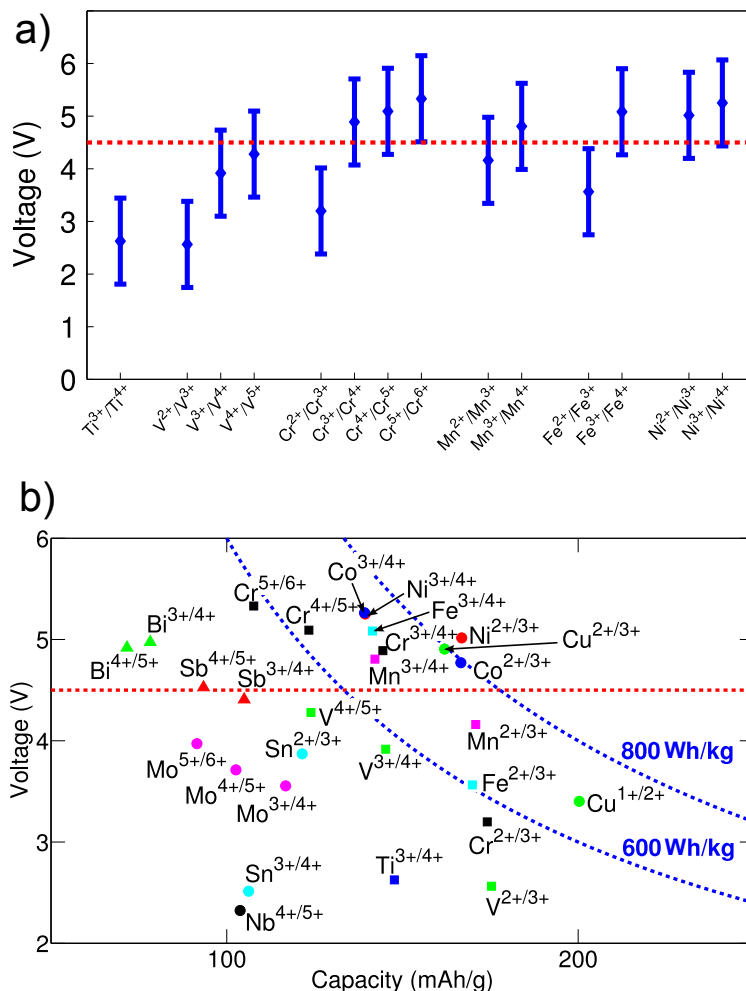 a)
Voltage (V)
6
5
4
3
2
1
0
Ti³⁺/Ti⁴⁺
V²⁺/V³⁺
V³⁺/V⁴⁺
V⁴⁺/V⁵⁺
Cr²⁺/Cr³⁺
Cr³⁺/Cr⁴⁺
Cr⁴⁺/Cr⁵⁺
Cr⁵⁺/Cr⁶⁺
Mn²⁺/Mn³⁺
Mn³⁺/Mn⁴⁺
Fe²⁺/Fe³⁺
Fe³⁺/Fe⁴⁺
Ni²⁺/Ni³⁺
Ni³⁺/Ni⁴⁺
b)
Voltage (V)
6
5
4
3
2
Co³⁺/⁴⁺
Ni³⁺/⁴⁺
Cr⁵⁺/⁶⁺
Fe³⁺/⁴⁺
Cr⁴⁺/⁵⁺
Bi³⁺/⁴⁺
Cr³⁺/⁴⁺
Ni²⁺/³⁺
Cu²⁺/³⁺
Bi⁴⁺/⁵⁺
Sb⁴⁺/⁵⁺
Sb³⁺/⁴⁺
Mn³⁺/⁴⁺
Co²⁺/³⁺
V⁴⁺/⁵⁺
Mn²⁺/³⁺
Sn²⁺/³⁺
V³⁺/⁴⁺
800 Wh/kg
Mo⁵⁺/⁶⁺
Mo⁴⁺/⁵⁺
Mo³⁺/⁴⁺
Fe²⁺/³⁺
Cu¹⁺/²⁺
Cr²⁺/³⁺
600 Wh/kg
Sn³⁺/⁴⁺
Ti³⁺/⁴⁺
Nb⁴⁺/⁵⁺
V²⁺/³⁺
100
200
Capacity (mAh/g)